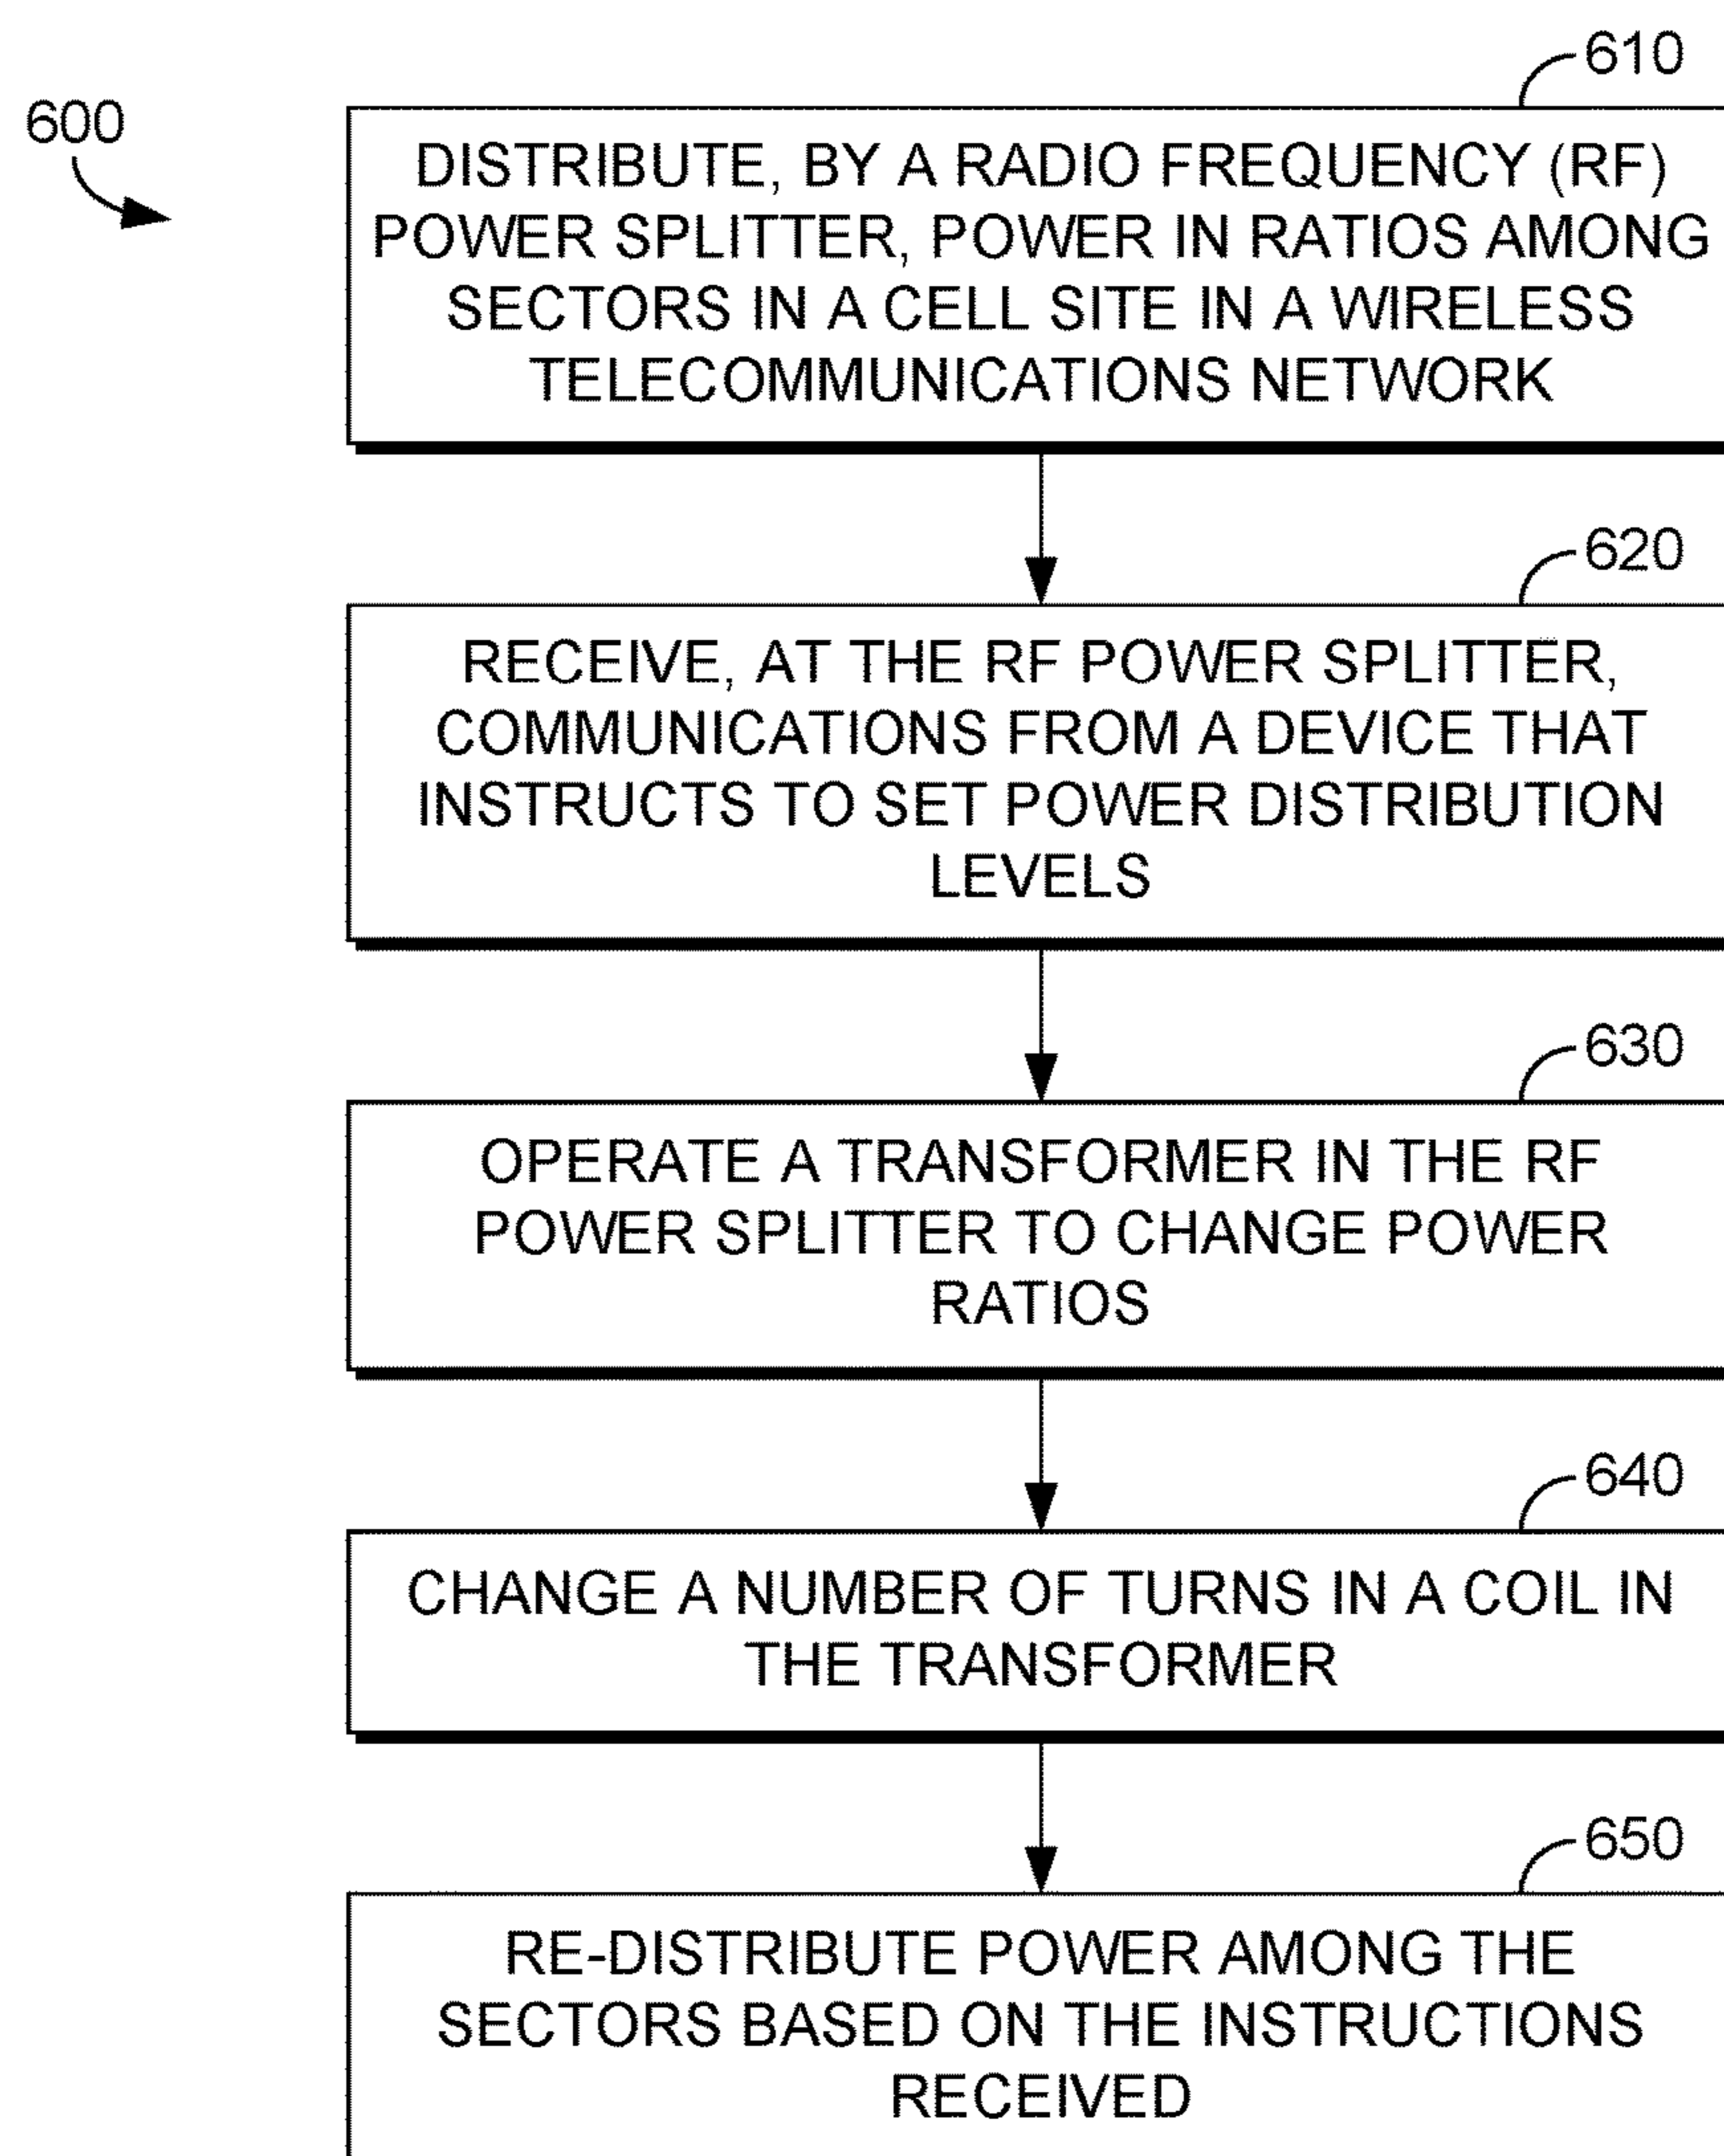 600
610
DISTRIBUTE, BY A RADIO FREQUENCY (RF)
POWER SPLITTER, POWER IN RATIOS AMONG
SECTORS IN A CELL SITE IN A WIRELESS
TELECOMMUNICATIONS NETWORK
620
RECEIVE, AT THE RF POWER SPLITTER,
COMMUNICATIONS FROM A DEVICE THAT
INSTRUCTS TO SET POWER DISTRIBUTION
LEVELS
630
OPERATE A TRANSFORMER IN THE RF
POWER SPLITTER TO CHANGE POWER
RATIOS
640
CHANGE A NUMBER OF TURNS IN A COIL IN
THE TRANSFORMER
650
RE-DISTRIBUTE POWER AMONG THE
SECTORS BASED ON THE INSTRUCTIONS
RECEIVED